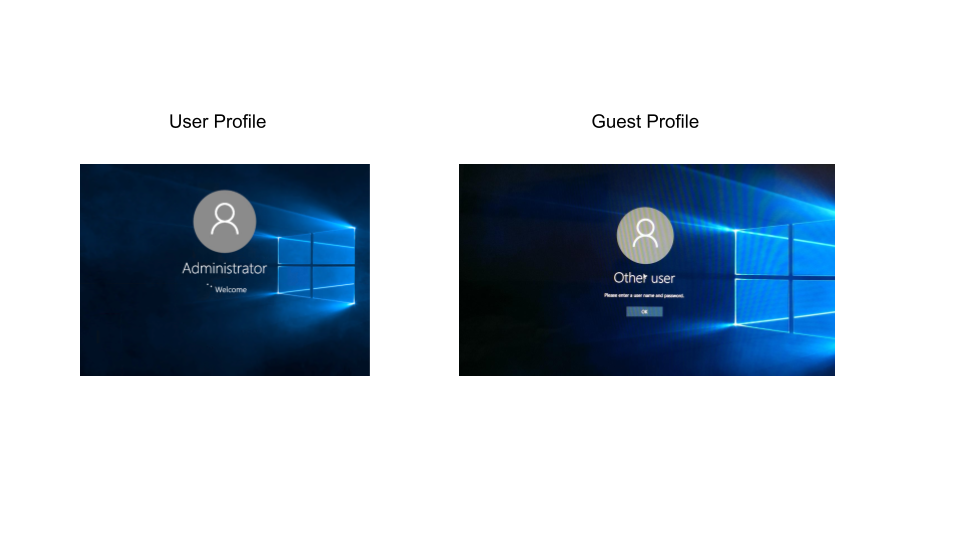 User Profile
Guest Profile
Administrator
Welcome
Other user
Please enter a user name and password.
OK